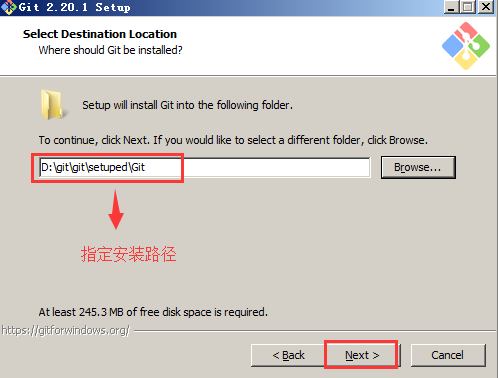 Git 2.20.1 Setup
Select Destination Location
Where should Git be installed?
Setup will install Git into the following folder.
To continue, click Next. If you would like to select a different folder, click Browse.
D:\git\git\setuped\Git
Browse...
指定安装路径
At least 245.3 MB of free disk space is required.
https://gitforwindows.org/
< Back
Next >
Cancel